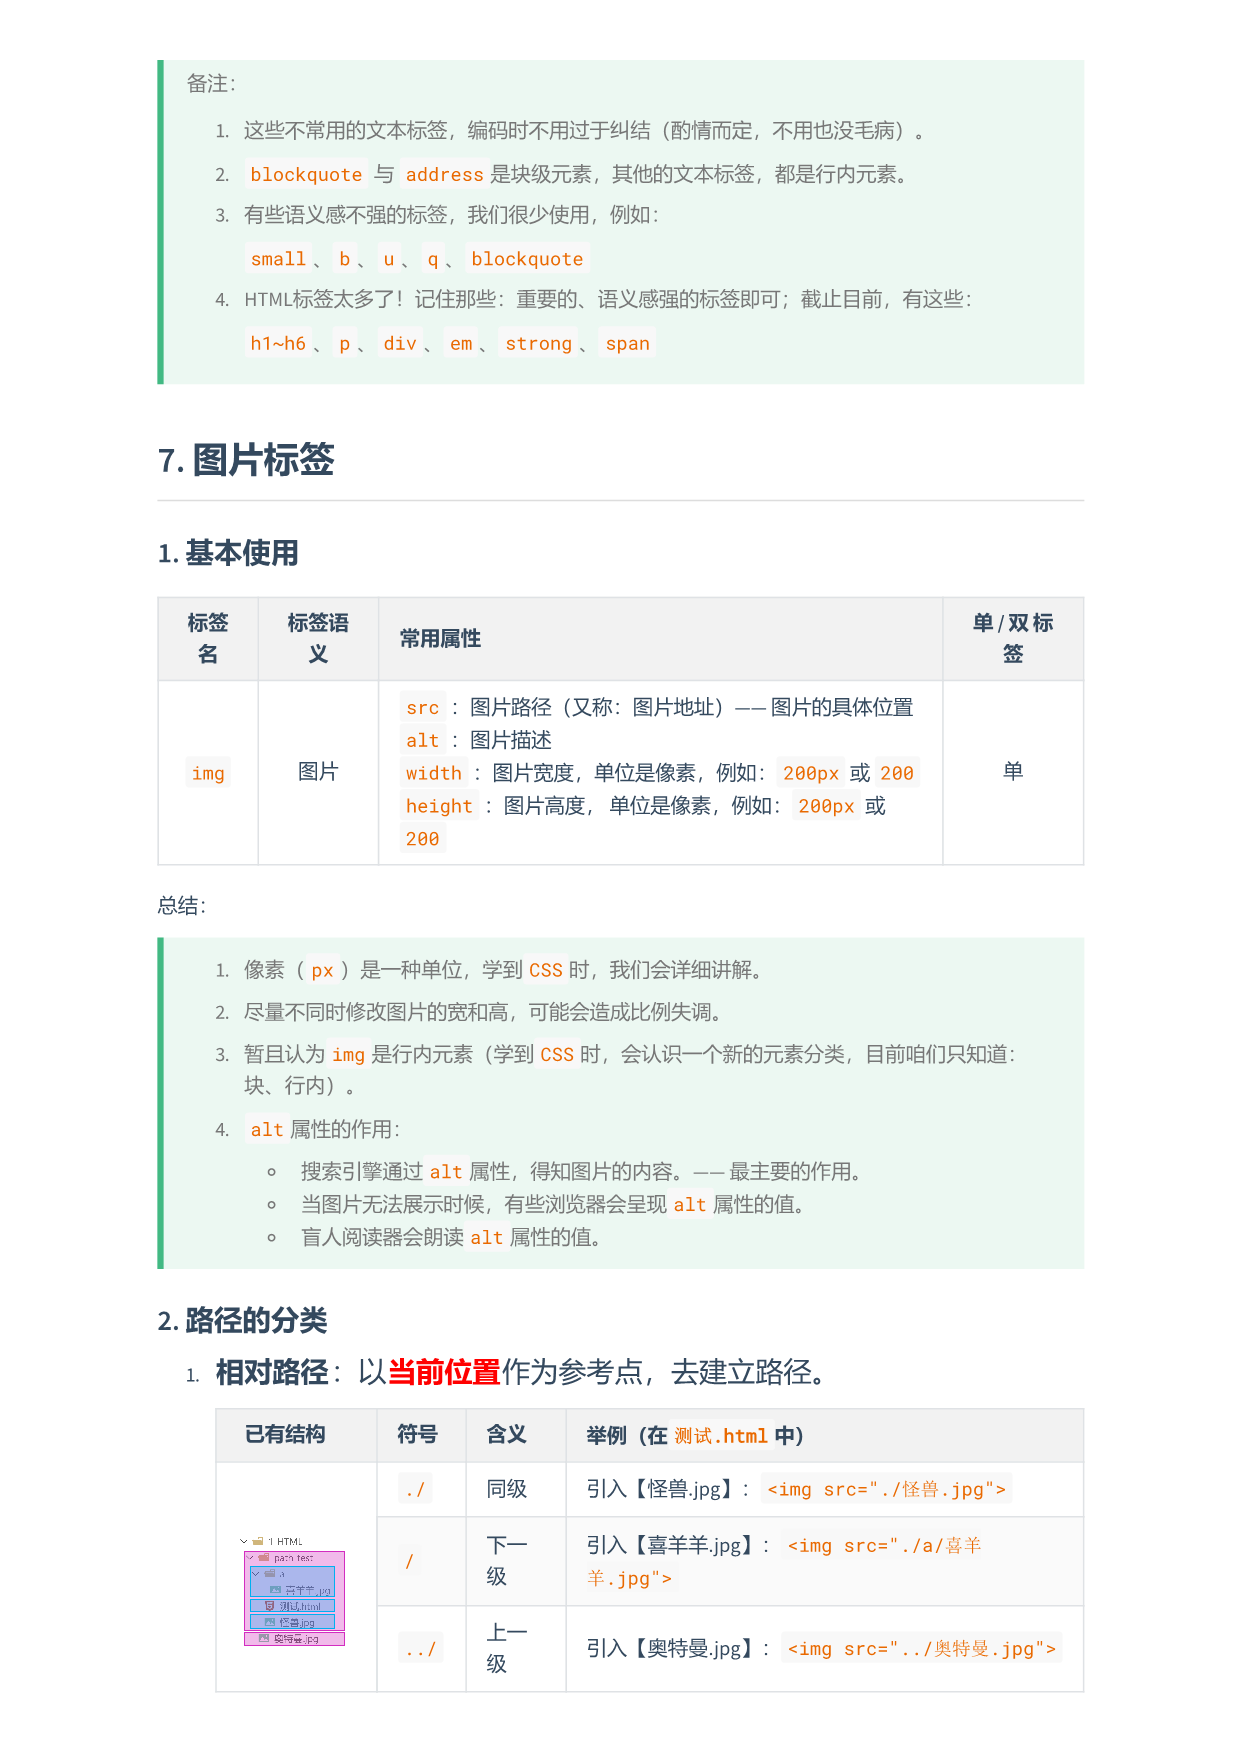 备注：
1. 这些不常用的文本标签，编码时不用过于纠结（酌情而定，不用也没毛病）。
2. blockquote 与 address 是块级元素，其他的文本标签，都是行内元素。
3. 有些语义感不强的标签，我们很少使用，例如：
small 、 b 、 u 、 q 、 blockquote
4. HTML标签太多了！记住那些：重要的、语义感强的标签即可；截止目前，有这些：
h1~h6 、 p 、 div 、 em 、 strong 、 span
7. 图片标签
1. 基本使用
标签名 标签语义 常用属性 单/双标签
img 图片
src ：图片路径（又称：图片地址）—— 图片的具体位置
alt ：图片描述
width ：图片宽度，单位是像素，例如： 200px 或 200
height ：图片高度， 单位是像素，例如： 200px 或
200
单
总结：
1. 像素（ px ）是一种单位，学到 CSS 时，我们会详细讲解。
2. 尽量不同时修改图片的宽和高，可能会造成比例失调。
3. 暂且认为 img 是行内元素（学到 CSS 时，会认识一个新的元素分类，目前咱们只知道：
块、行内）。
4. alt 属性的作用：
搜索引擎通过 alt 属性，得知图片的内容。—— 最主要的作用。
当图片无法展示时候，有些浏览器会呈现 alt 属性的值。
盲人阅读器会朗读 alt 属性的值。
2. 路径的分类
1. 相对路径：以当前位置作为参考点，去建立路径。
已有结构 符号 含义 举例（在 测试.html 中）
1_HTML
path_test
a
喜羊羊.jpg
测试.html
怪兽.jpg
奥特曼.jpg
./ 同级 引入【怪兽.jpg】： <img src="./怪兽.jpg">
/ 下一级 引入【喜羊羊.jpg】： <img src="./a/喜羊
羊.jpg">
../ 上一级 引入【奥特曼.jpg】： <img src="../奥特曼.jpg">